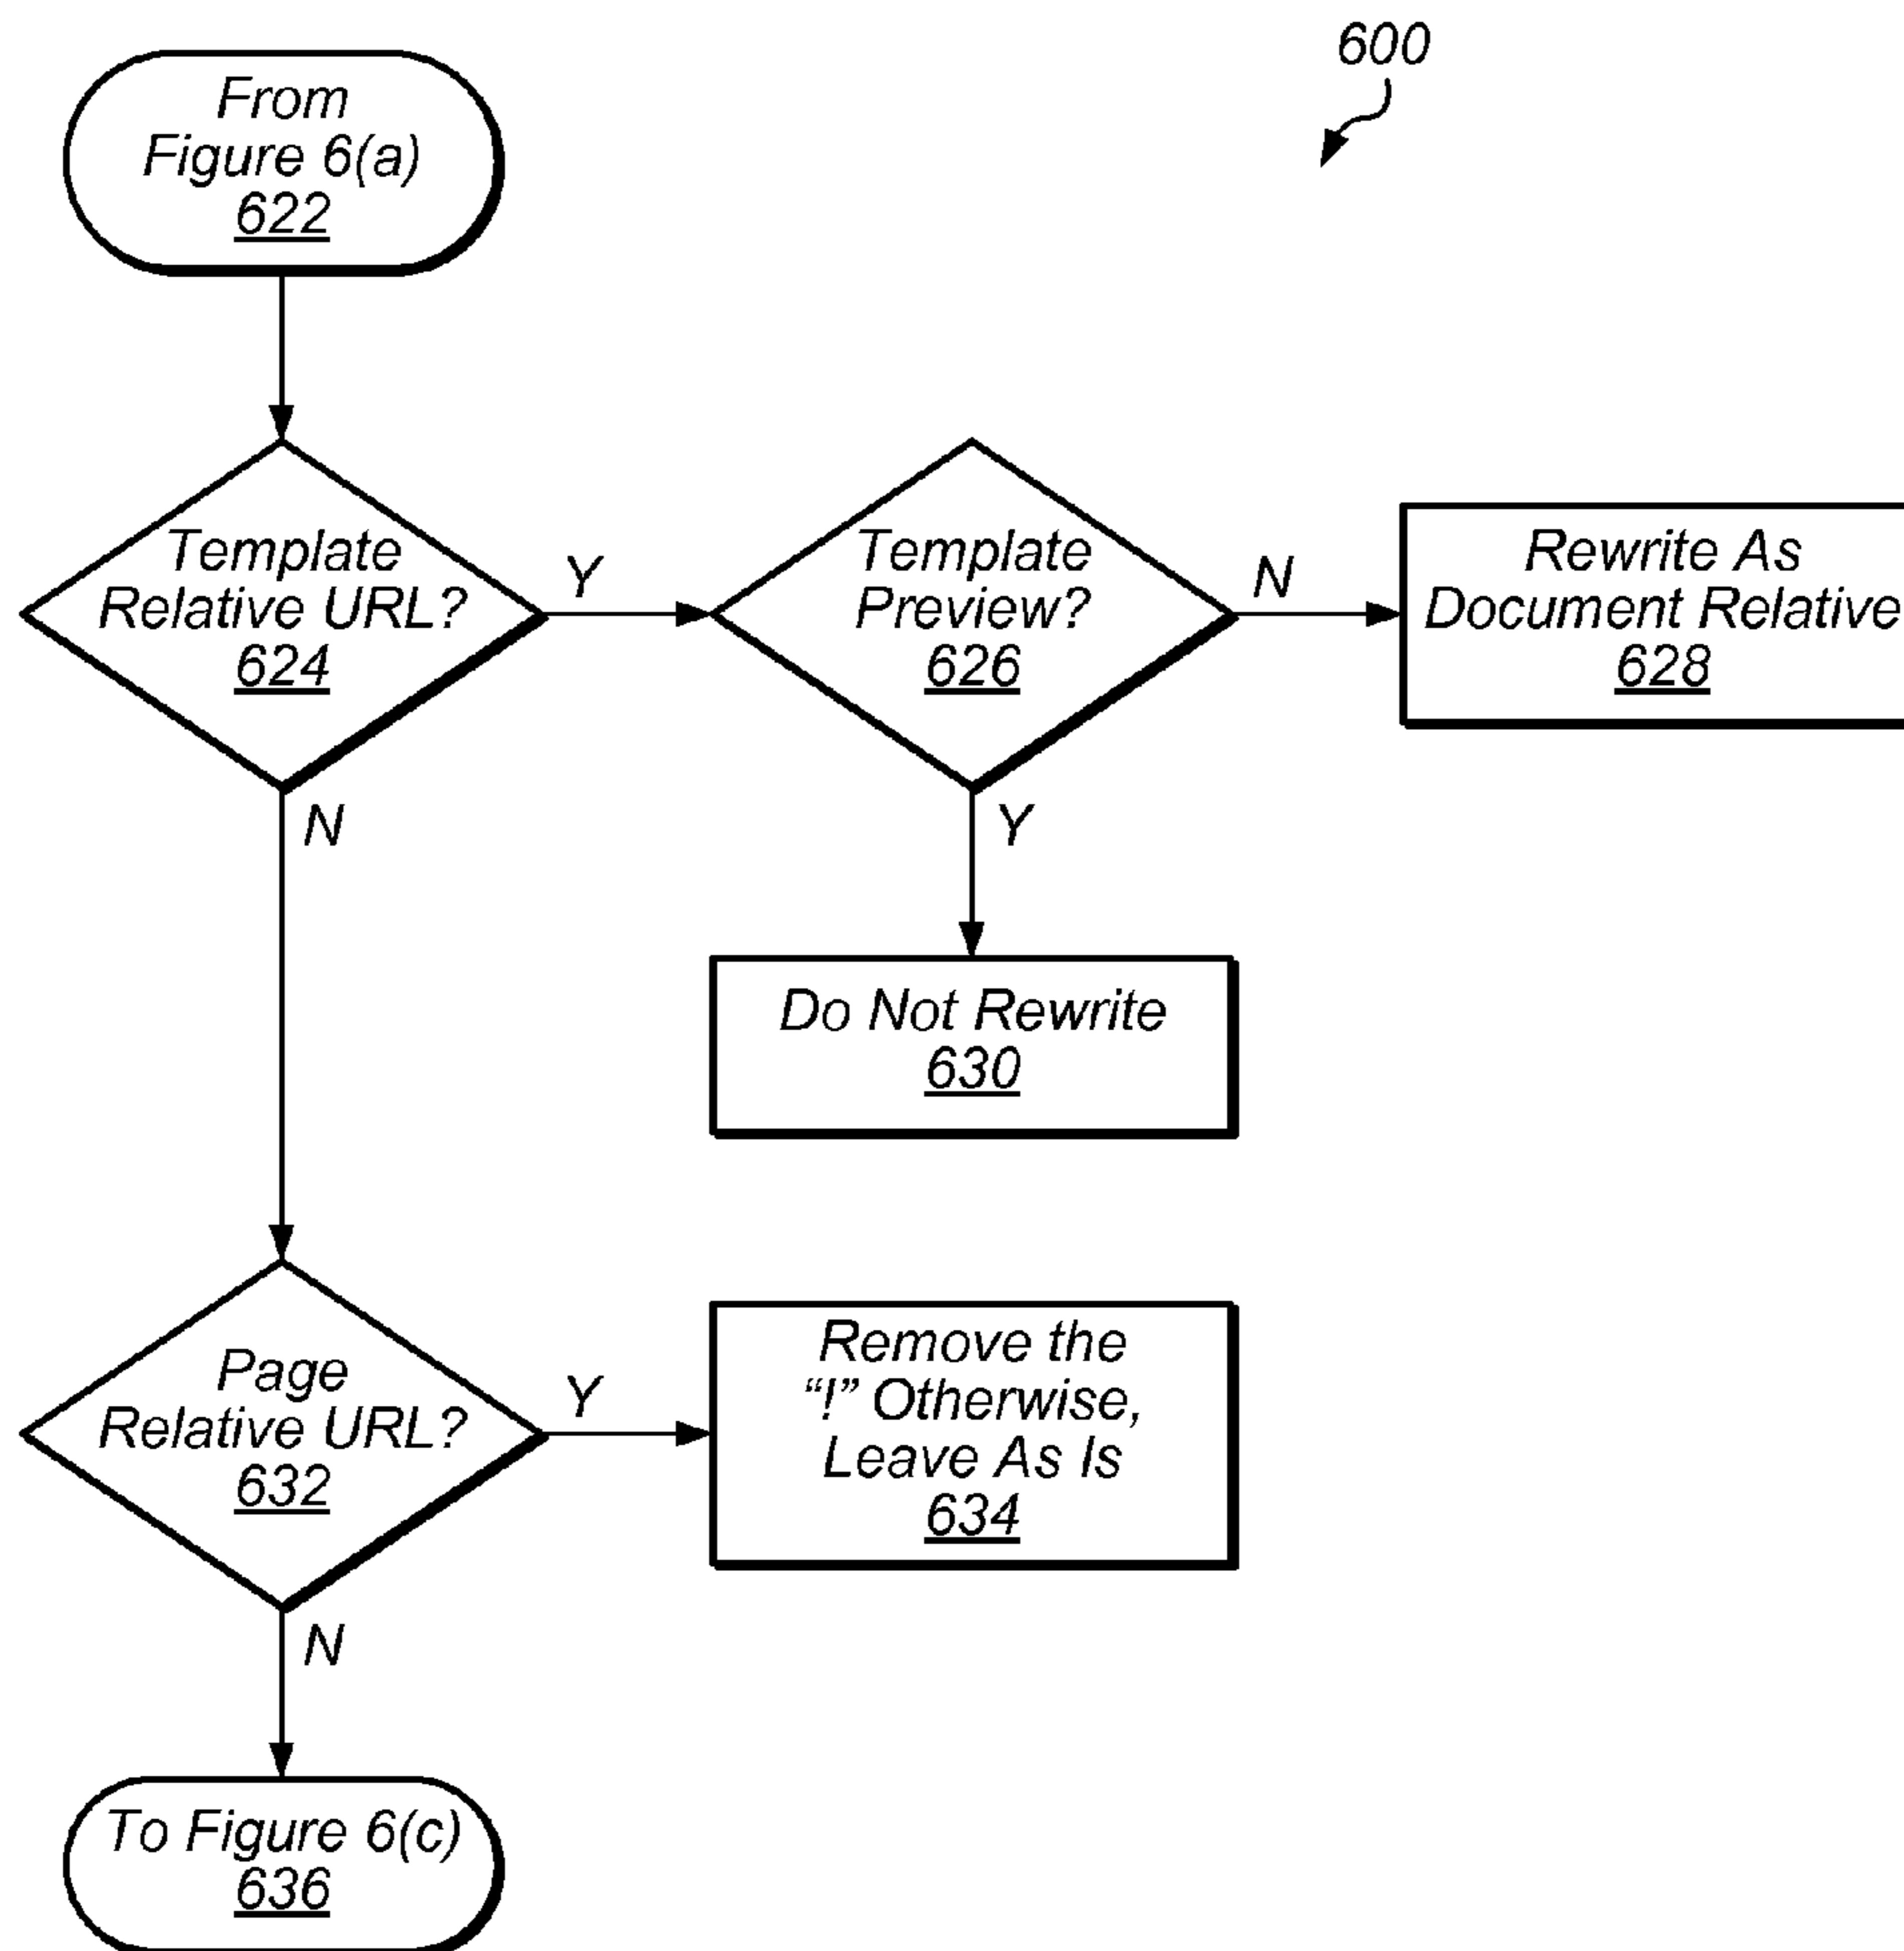 600
From
Figure 6(a)
622
Template
Relative URL?
624
Y
Template
Preview?
626
N
Rewrite As
Document Relative
628
N
Y
Do Not Rewrite
630
Page
Relative URL?
632
Y
Remove the
“!” Otherwise,
Leave As Is
634
N
To Figure 6(c)
636